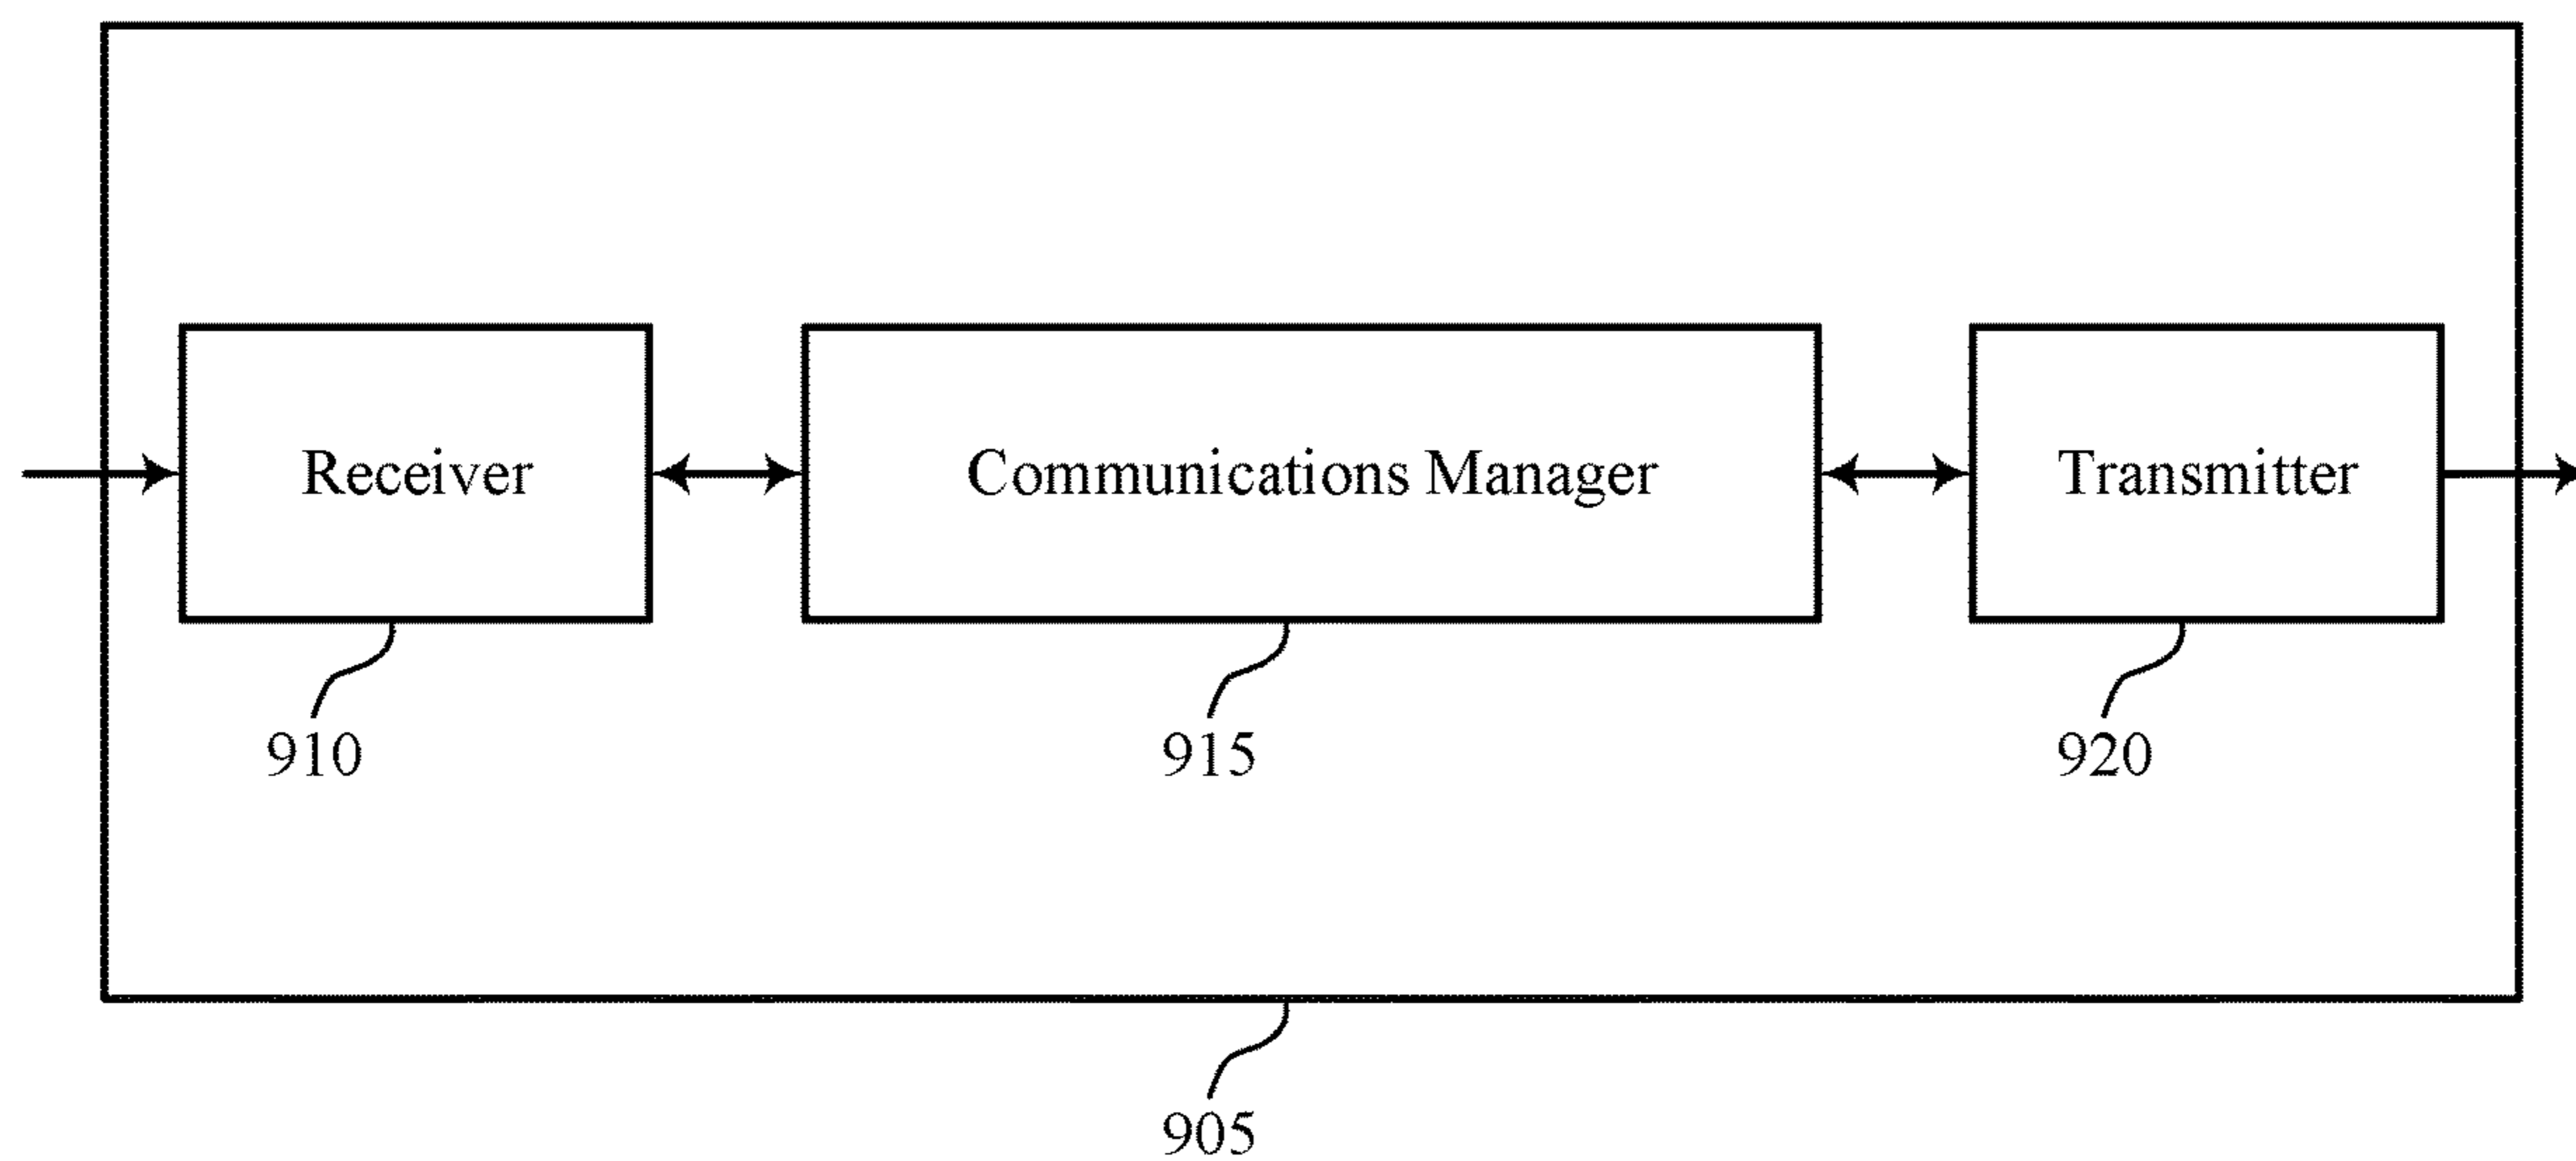 Receiver
Communications Manager
Transmitter
910
915
920
905